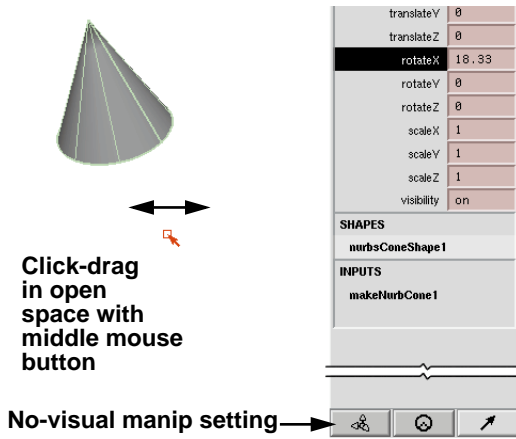 translateY 0
translateZ 0
rotateX 18.33
rotateY 0
rotateZ 0
scaleX 1
scaleY 1
scaleZ 1
visibility on
SHAPES
nurbsConeShape1
INPUTS
makeNurbCone1
Click-drag
in open
space with
middle mouse
button
No-visual manip setting